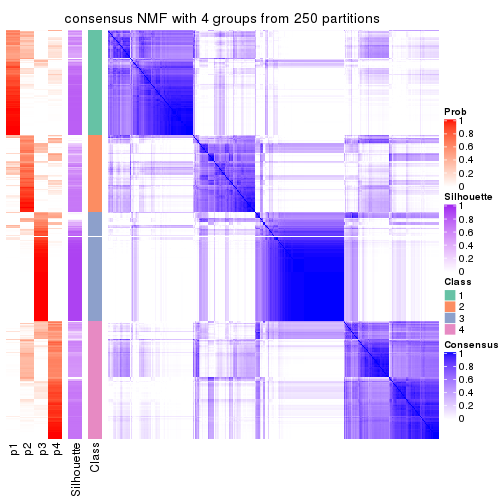 consensus NMF with 4 groups from 250 partitions
p1
p2
p3
p4
Silhouette
Class
Prob
1
0.8
0.6
0.4
0.2
0
Silhouette
1
0.8
0.6
0.4
0.2
0
Class
1
2
3
4
Consensus
1
0.8
0.6
0.4
0.2
0